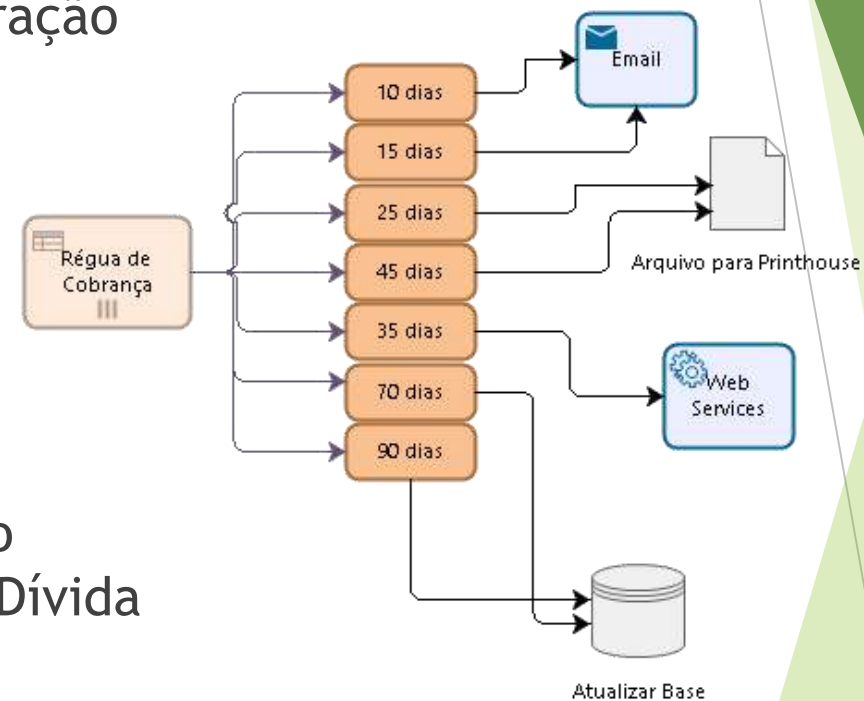 ração
Régua de
Cobrança
10 dias
15 dias
25 dias
45 dias
35 dias
70 dias
90 dias
Email
Arquivo para Printhouse
Web
Services
o
Dívida
Atualizar Base